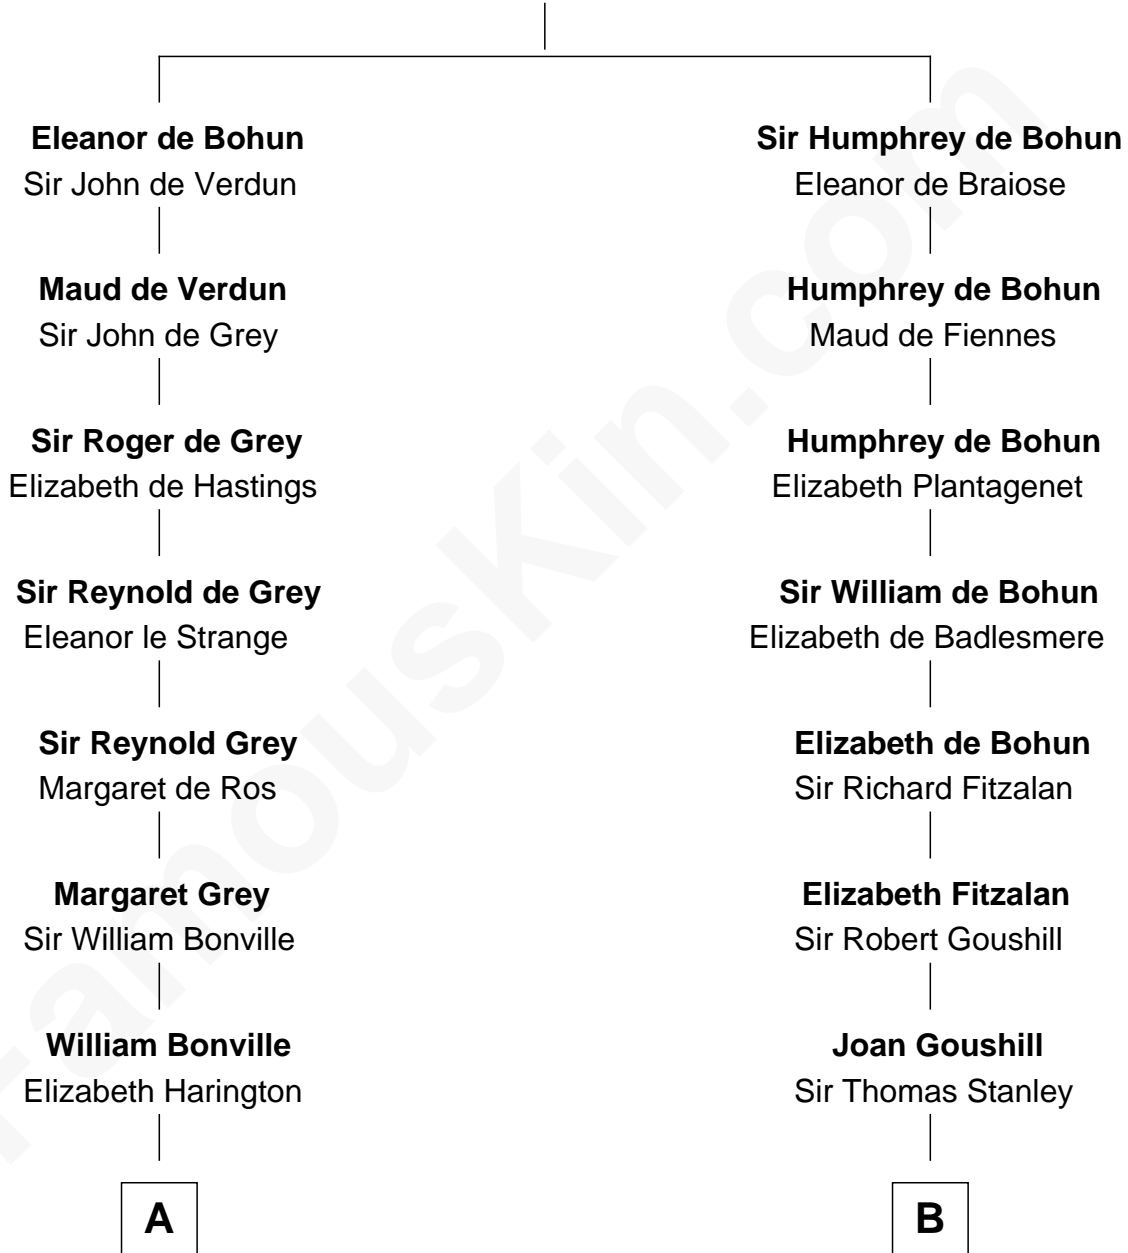 Eleanor de Bohun
Sir John de Verdun
Maud de Verdun
Sir John de Grey
Sir Roger de Grey
Elizabeth de Hastings
Sir Reynold de Grey
Eleanor le Strange
Sir Reynold Grey
Margaret de Ros
Margaret Grey
Sir William Bonville
William Bonville
Elizabeth Harington
A
Sir Humphrey de Bohun
Eleanor de Braiose
Humphrey de Bohun
Maud de Fiennes
Humphrey de Bohun
Elizabeth Plantagenet
Sir William de Bohun
Elizabeth de Badlesmere
Elizabeth de Bohun
Sir Richard Fitzalan
Elizabeth Fitzalan
Sir Robert Goushill
Joan Goushill
Sir Thomas Stanley
B
FamousKin.com